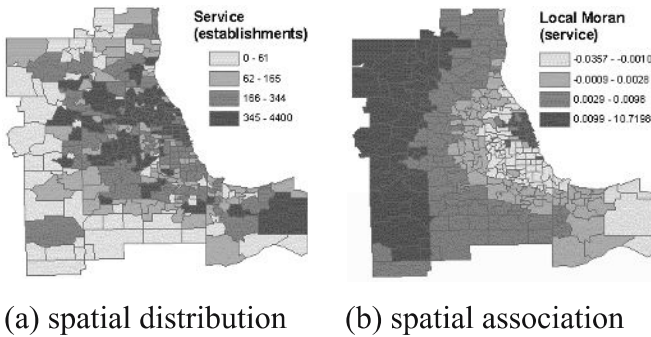 Service
(establishments)
0 - 61
62 - 165
166 - 344
345 - 4400
Local Moran
(service)
-0.0357 - -0.0010
-0.0009 - 0.0028
0.0029 - 0.0098
0.0099 - 10.7198
(a) spatial distribution
(b) spatial association